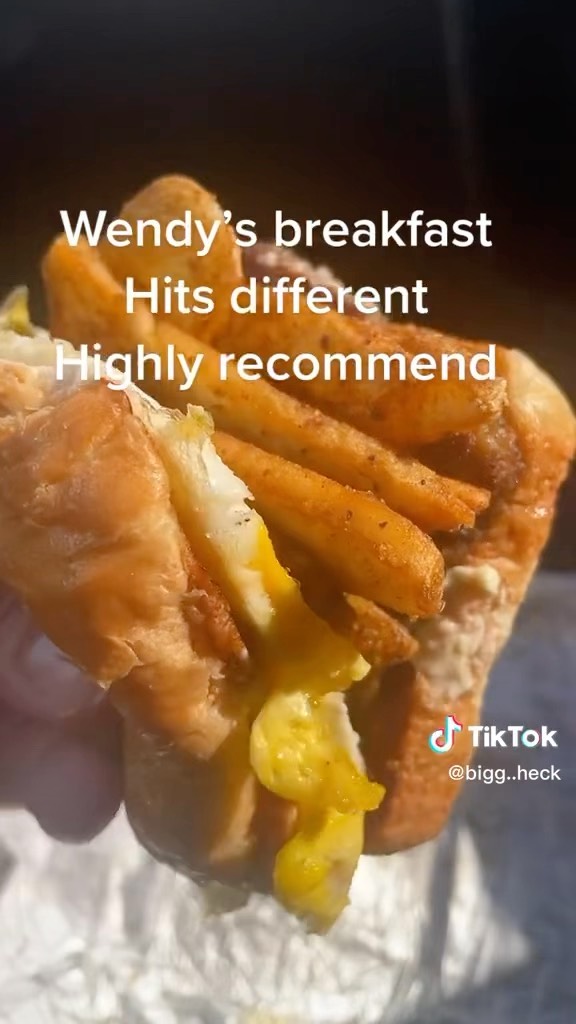 Wendy’s breakfast
Hits different
Highly recommend
TikTok
@bigg..heck